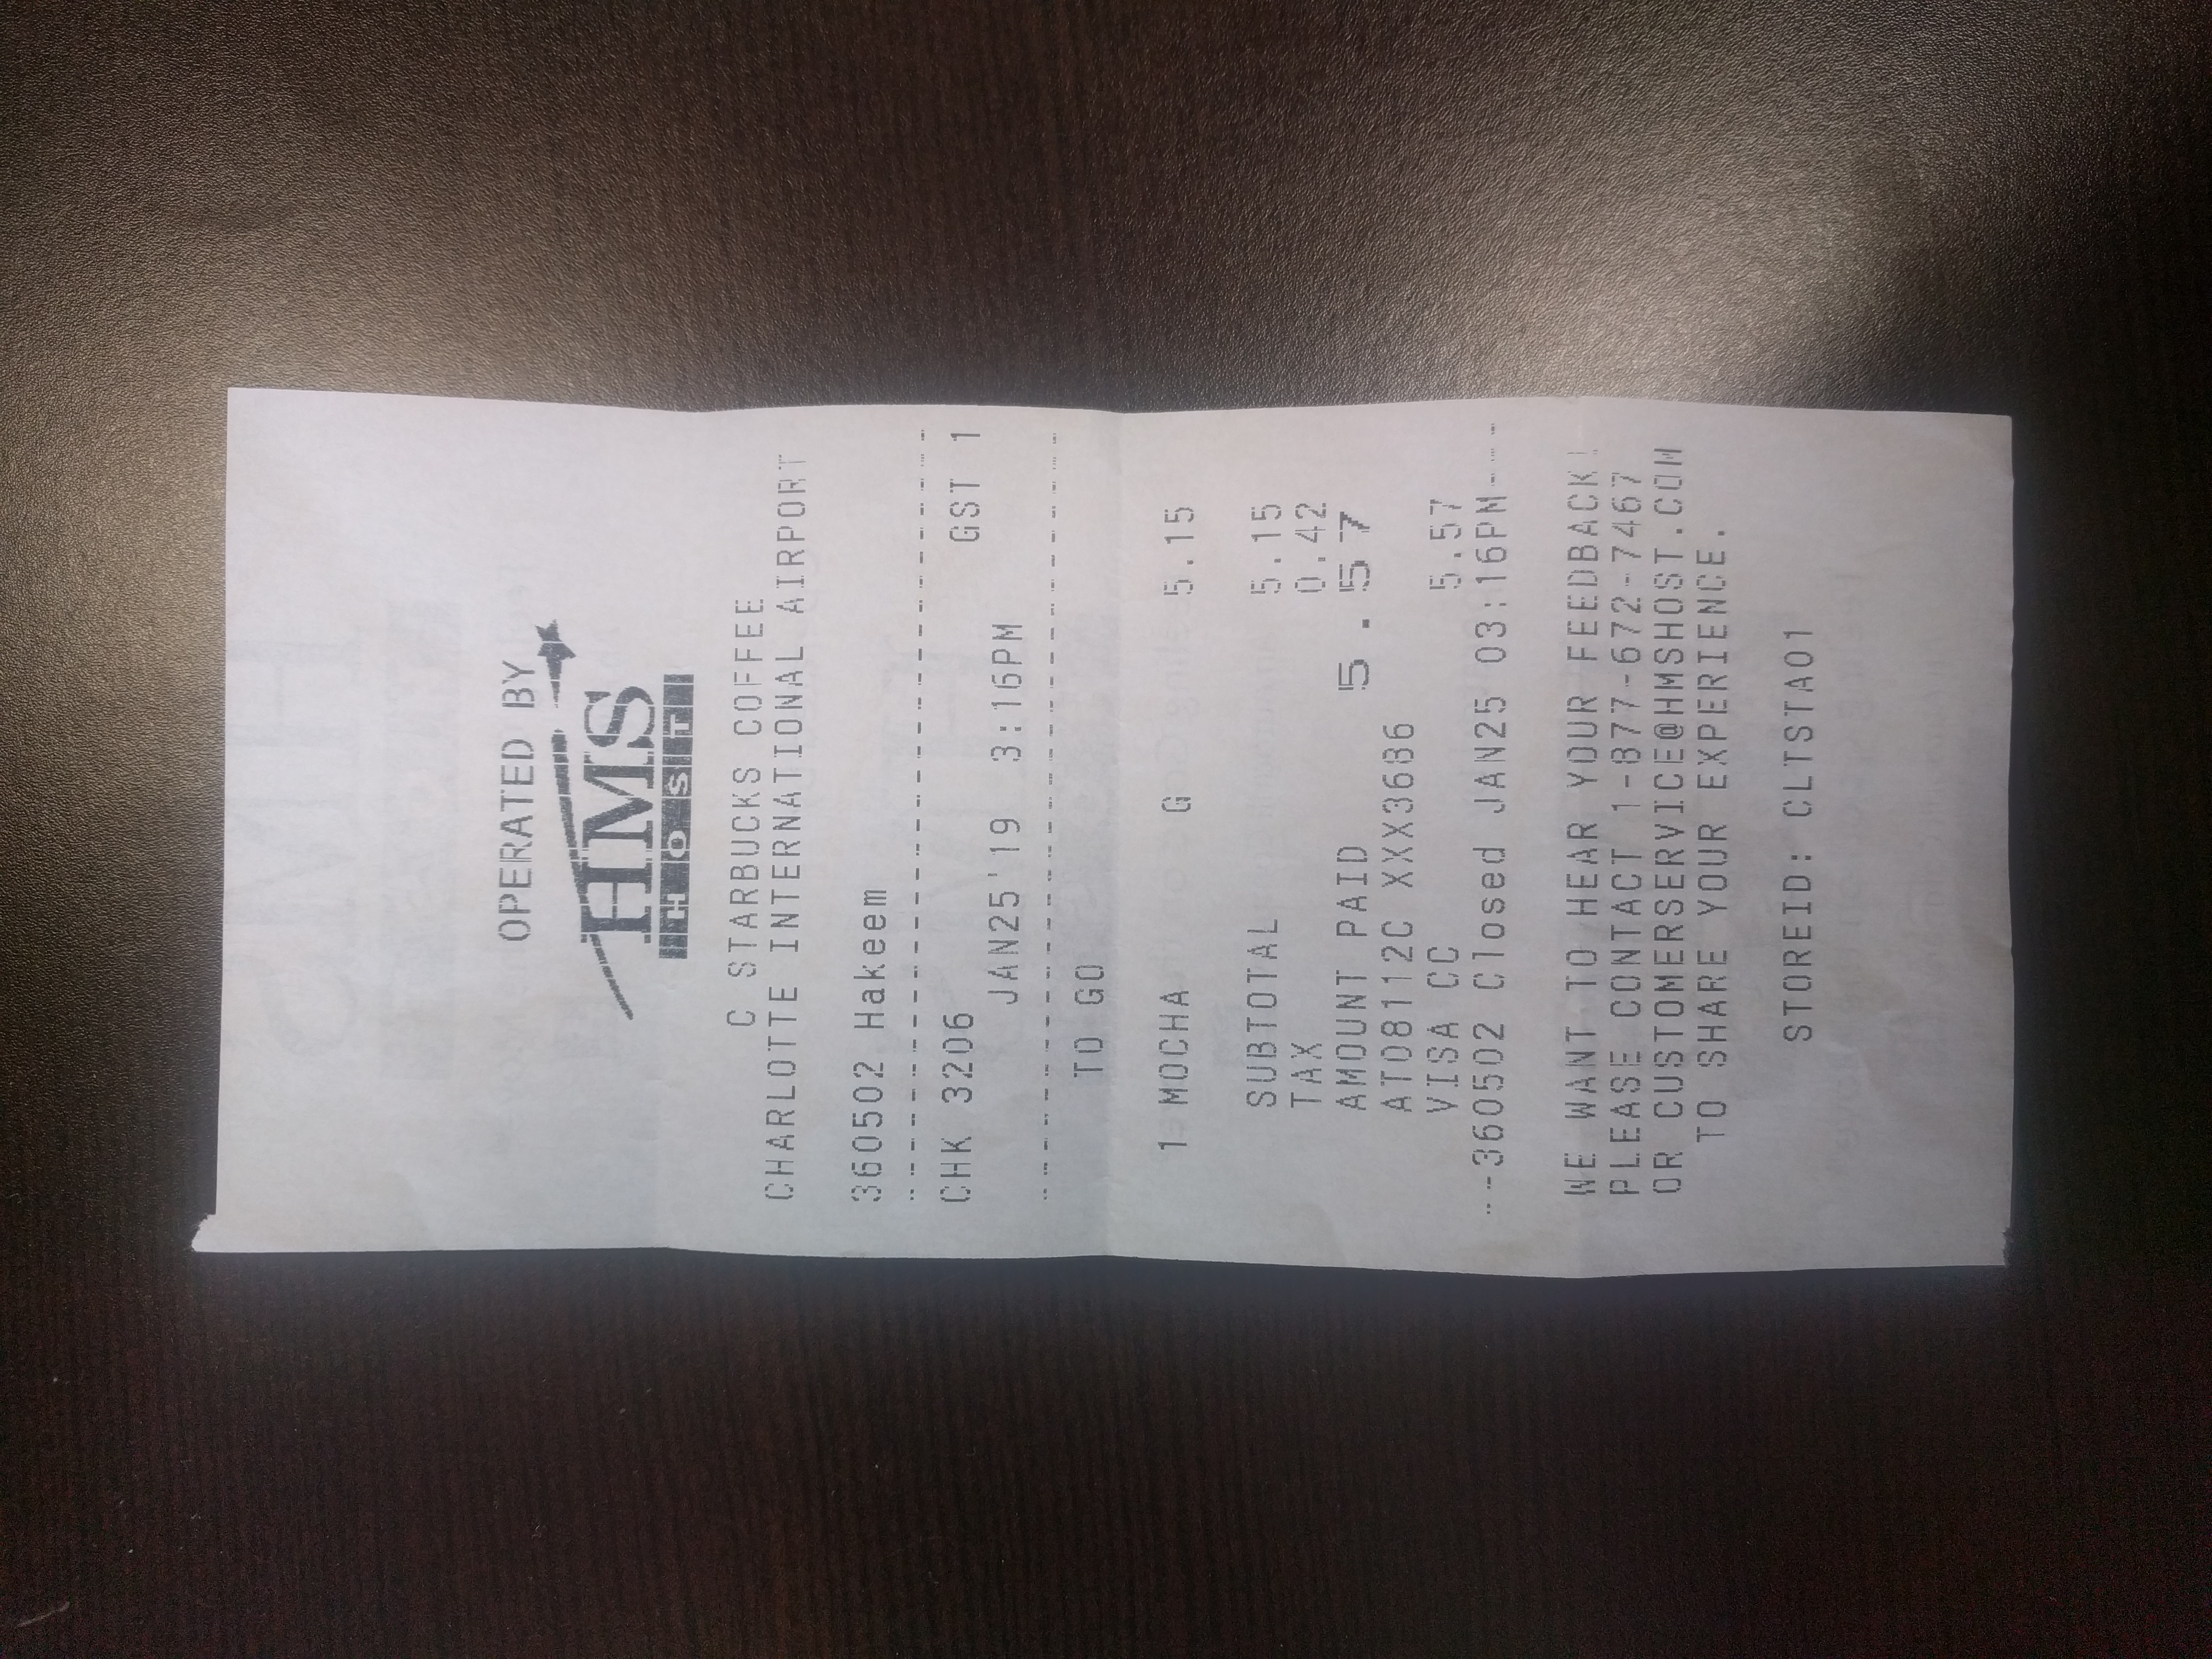 OPERATED BY
HMS
HOST
C STARBUCKS COFFEE
CHARLOTTE INTERNATIONAL AIRPORT
360502 Hakeem
CHK 3206 GST 1
JAN25'19 3:16PM
TO GO
1 MOCHA G 5.15
SUBTOTAL 5.15
TAX 0.42
AMOUNT PAID 5.57
AT08112C XXX3686
VISA CC 5.57
--360502 Closed JAN25 03:16PM--
WE WANT TO HEAR YOUR FEEDBACK!
PLEASE CONTACT 1-877-672-7467
OR CUSTOMERSERVICE@HMSHOST.COM
TO SHARE YOUR EXPERIENCE.
STOREID: CLTSTA01